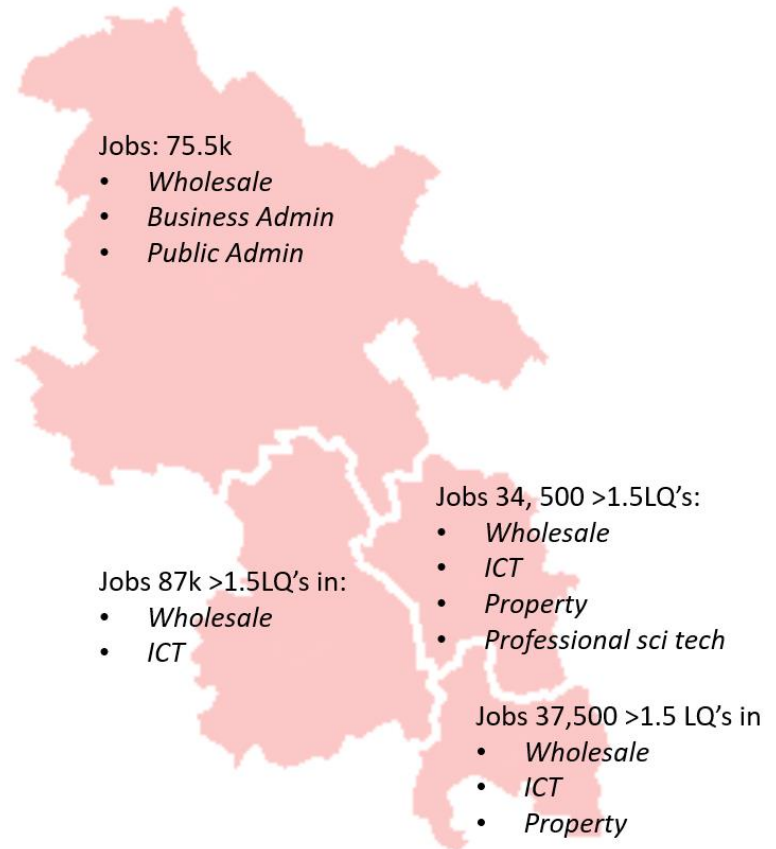 Jobs: 75.5k
• Wholesale
• Business Admin
• Public Admin
Jobs 34, 500 >1.5LQ’s:
• Wholesale
• ICT
• Property
• Professional sci tech
Jobs 87k >1.5LQ’s in:
• Wholesale
• ICT
Jobs 37,500 >1.5 LQ’s in
• Wholesale
• ICT
• Property